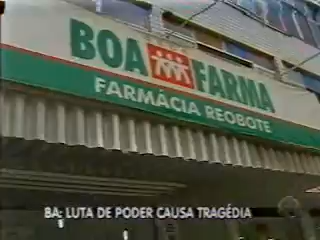 BOA FARMA
FARMÁCIA REOBOTE
BA: LUTA DE PODER CAUSA TRAGÉDIA